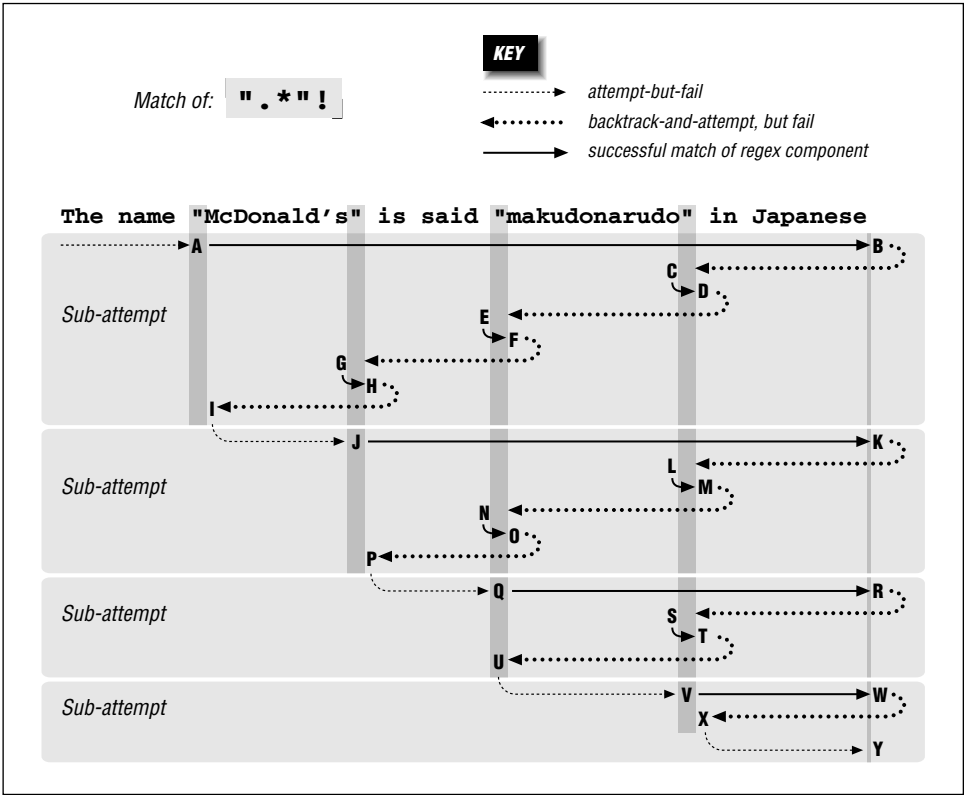 KEY
Match of: ".*"!
attempt-but-fail
backtrack-and-attempt, but fail
successful match of regex component
The name "McDonald's" is said "makudonarudo" in Japanese
A B
C D
Sub-attempt
E F
G H
I
J K
L M
Sub-attempt
N O
P
Q R
Sub-attempt
S T
U
V W
Sub-attempt
X
Y